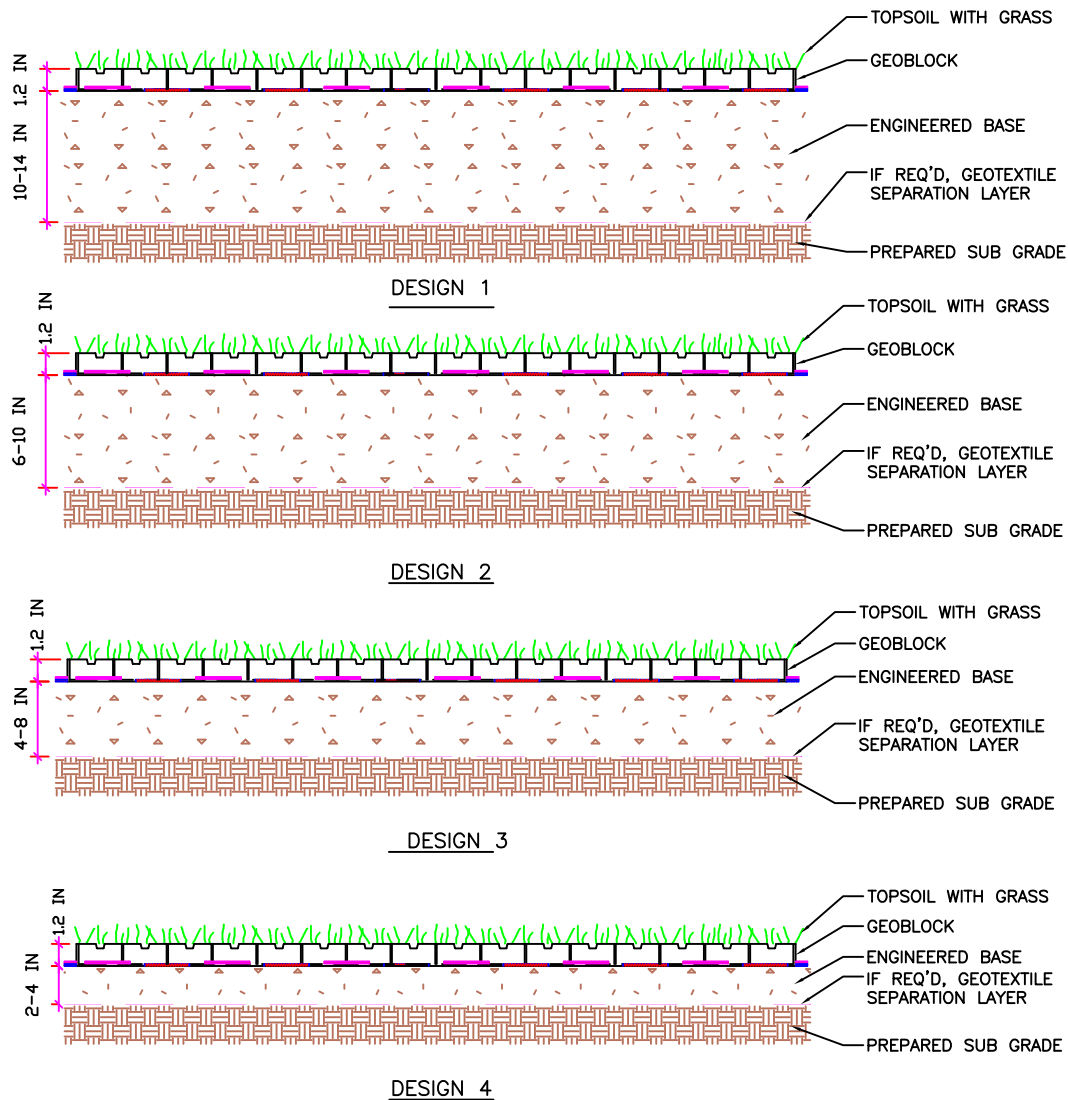 TOPSOIL WITH GRASS
1.2 IN
GEOBLOCK
10-14 IN
ENGINEERED BASE
IF REQ'D, GEOTEXTILE
SEPARATION LAYER
PREPARED SUB GRADE
DESIGN 1
TOPSOIL WITH GRASS
1.2 IN
GEOBLOCK
6-10 IN
ENGINEERED BASE
IF REQ'D, GEOTEXTILE
SEPARATION LAYER
PREPARED SUB GRADE
DESIGN 2
TOPSOIL WITH GRASS
1.2 IN
GEOBLOCK
4-8 IN
ENGINEERED BASE
IF REQ'D, GEOTEXTILE
SEPARATION LAYER
PREPARED SUB GRADE
DESIGN 3
TOPSOIL WITH GRASS
1.2 IN
GEOBLOCK
2-4 IN
ENGINEERED BASE
IF REQ'D, GEOTEXTILE
SEPARATION LAYER
PREPARED SUB GRADE
DESIGN 4